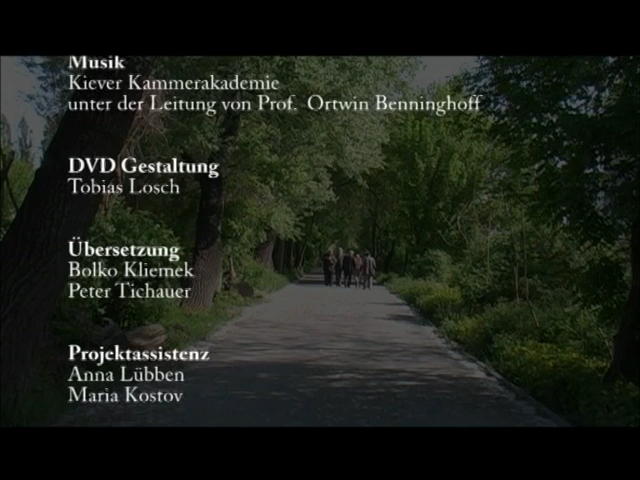 Musik
Kiever Kammerakademie
unter der Leitung von Prof. Ortwin Benninghoff
DVD Gestaltung
Tobias Losch
Übersetzung
Bolko Kliemek
Peter Tichauer
Projektassistenz
Anna Lübben
Maria Kostov